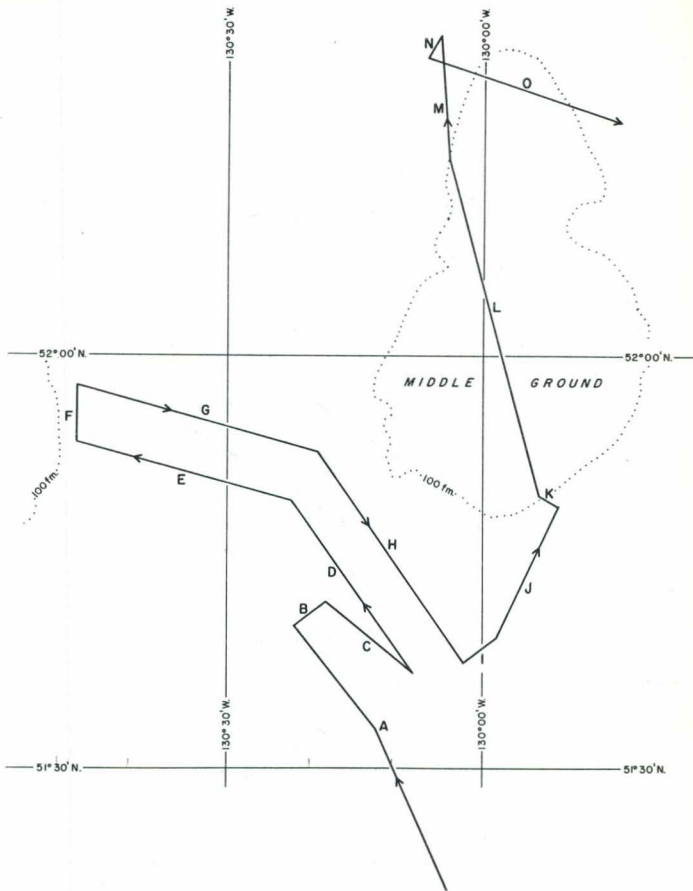 130°30'W.
130°00'W.
N
O
M
L
52°00'N.
52°00'N.
MIDDLE GROUND
F
G
E
100 fm.
100 fm.
K
H
D
J
B
C
A
130°30'W.
130°00'W.
51°30'N.
51°30'N.